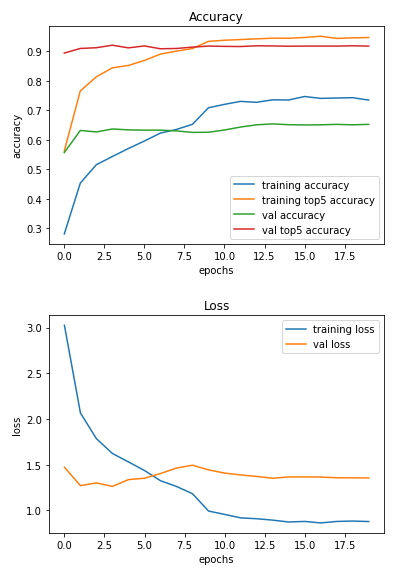 Accuracy
0.9
0.8
0.7
0.6
0.5
0.4
0.3
accuracy
training accuracy
training top5 accuracy
val accuracy
val top5 accuracy
0.0 2.5 5.0 7.5 10.0 12.5 15.0 17.5
epochs
Loss
3.0
2.5
2.0
1.5
1.0
loss
training loss
val loss
0.0 2.5 5.0 7.5 10.0 12.5 15.0 17.5
epochs